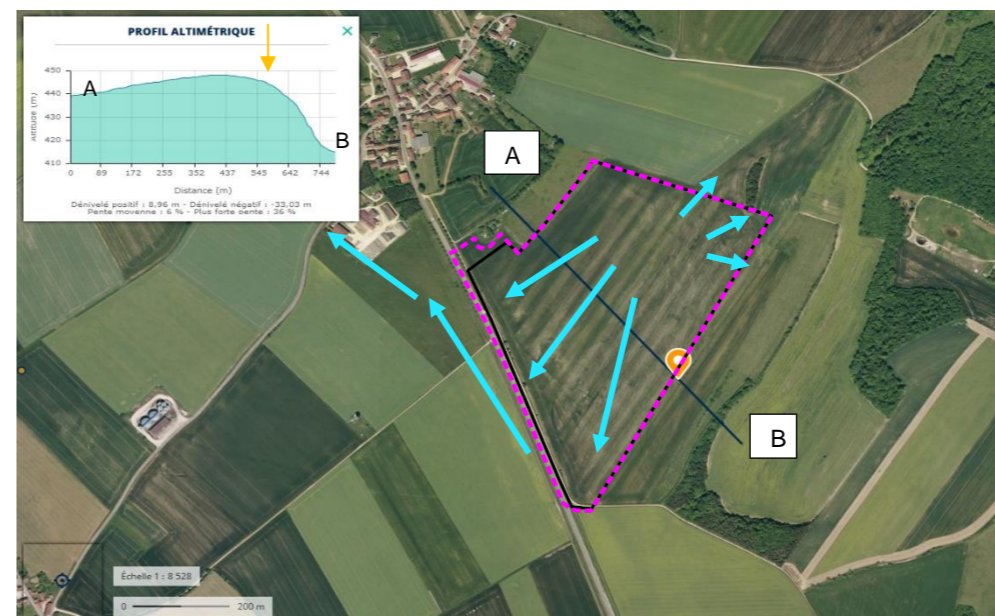 PROFIL ALTIMÉTRIQUE ×
Altitude (m)
450
440
430
420
410
A
B
0 89 172 255 338 437 545 642 744
Distance (m)
Dénivelé positif : 8,96 m - Dénivelé négatif : -33,03 m
Pente moyenne : 6 % - Plus forte pente : 36 %
A
B
Échelle 1 : 8 528
0 200 m